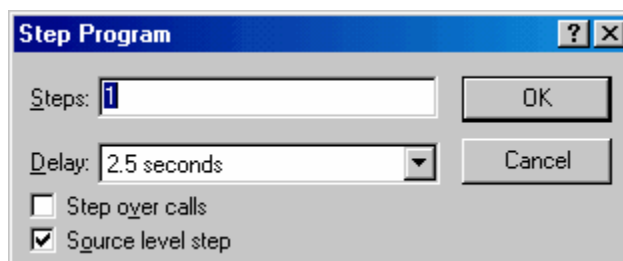 Step Program
Steps: 1
OK
Delay: 2.5 seconds
Cancel
Step over calls
Source level step